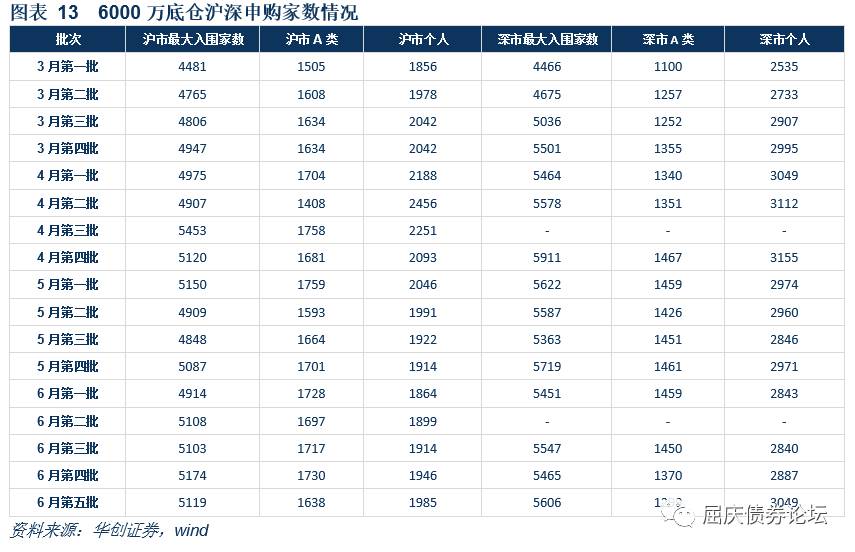 图表 13 6000 万底仓沪深申购家数情况
批次 沪市最大入围家数 沪市 A 类 沪市个人 深市最大入围家数 深市 A 类 深市个人
3 月第一批 4481 1505 1856 4466 1100 2535
3 月第二批 4765 1608 1978 4675 1257 2733
3 月第三批 4806 1634 2042 5036 1252 2907
3 月第四批 4947 1634 2042 5501 1355 2995
4 月第一批 4975 1704 2188 5464 1340 3049
4 月第二批 4907 1408 2456 5578 1351 3112
4 月第三批 5453 1758 2251 - - -
4 月第四批 5120 1681 2093 5911 1467 3155
5 月第一批 5150 1759 2046 5622 1459 2974
5 月第二批 4909 1593 1991 5587 1426 2960
5 月第三批 4848 1664 1922 5363 1451 2846
5 月第四批 5087 1701 1914 5719 1461 2971
6 月第一批 4914 1728 1864 5451 1459 2843
6 月第二批 5108 1697 1899 - - -
6 月第三批 5103 1717 1914 5547 1450 2840
6 月第四批 5174 1730 1946 5465 1370 2887
6 月第五批 5119 1638 1985 5606 3049
资料来源：华创证券，wind
屈庆债券论坛